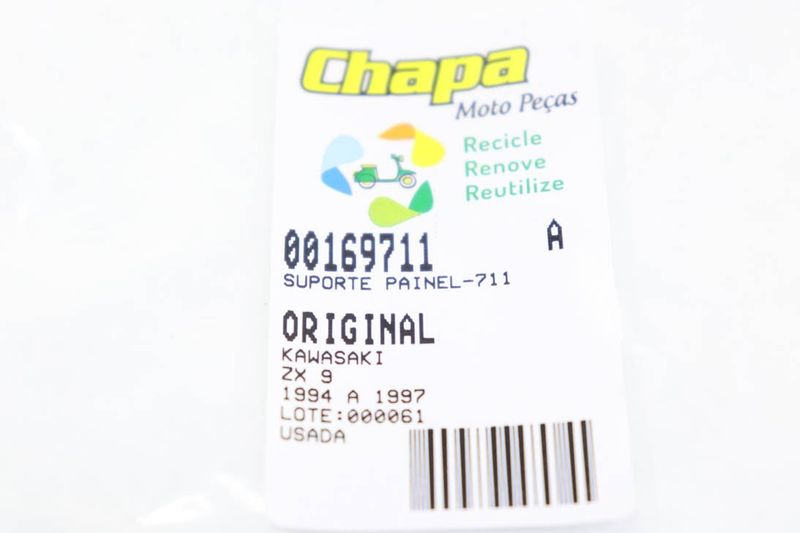 Chapa
Moto Peças
Recicle
Renove
Reutilize
00169711 A
SUPORTE PAINEL-711
ORIGINAL
KAWASAKI
ZX 9
1994 A 1997
LOTE:000061
USADA